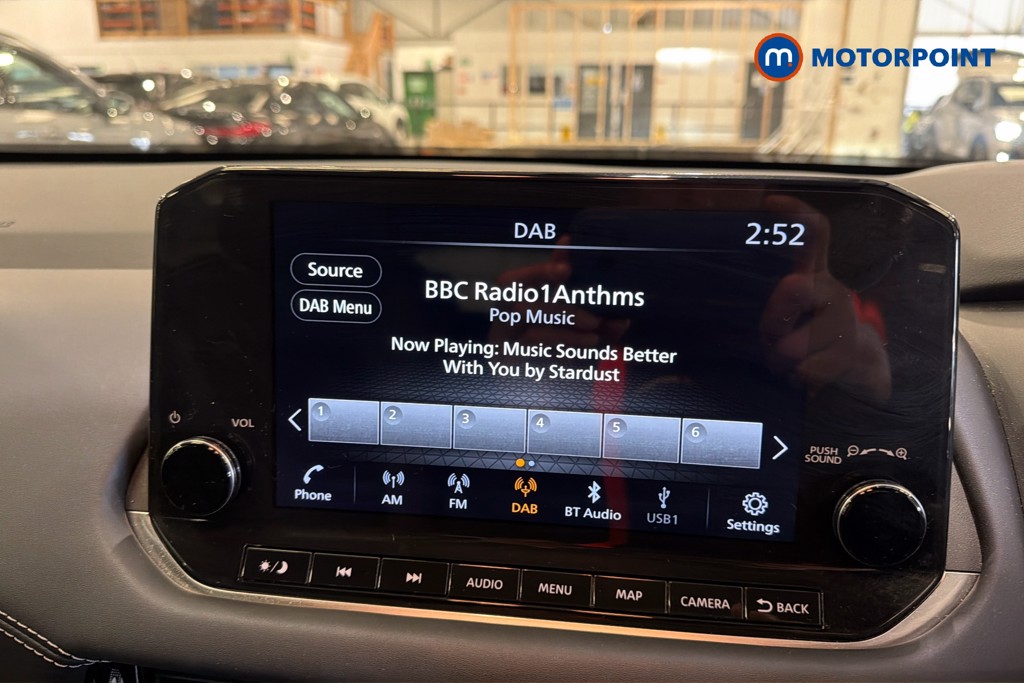 m. MOTORPOINT
DAB
2:52
Source
DAB Menu
BBC Radio1Anthms
Pop Music
Now Playing: Music Sounds Better
With You by Stardust
1 2 3 4 5 6
VOL
PUSH
SOUND
Phone AM FM DAB BT Audio USB1 Settings
AUDIO MENU MAP CAMERA BACK